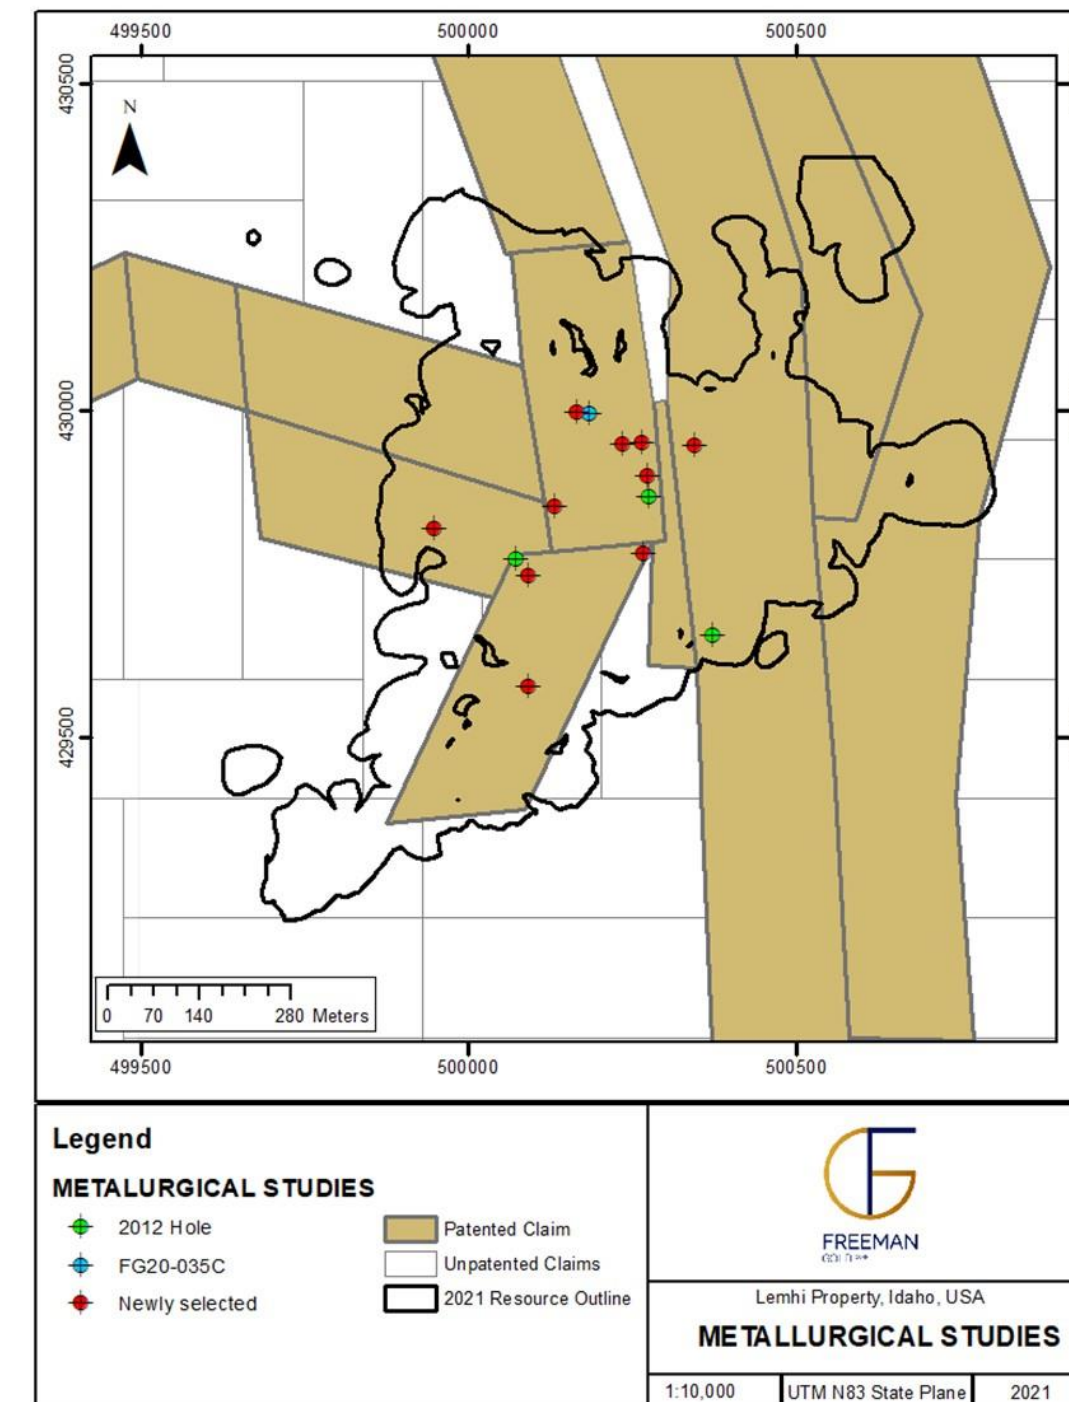 499500 500000 500500
430500
N
430000
429500
0 70 140 280 Meters
499500 500000 500500
Legend
METALURGICAL STUDIES
2012 Hole
FG20-035C
Newly selected
Patented Claim
Unpatented Claims
2021 Resource Outline
FREEMAN
Lemhi Property, Idaho, USA
METALLURGICAL STUDIES
1:10,000 UTM N83 State Plane 2021